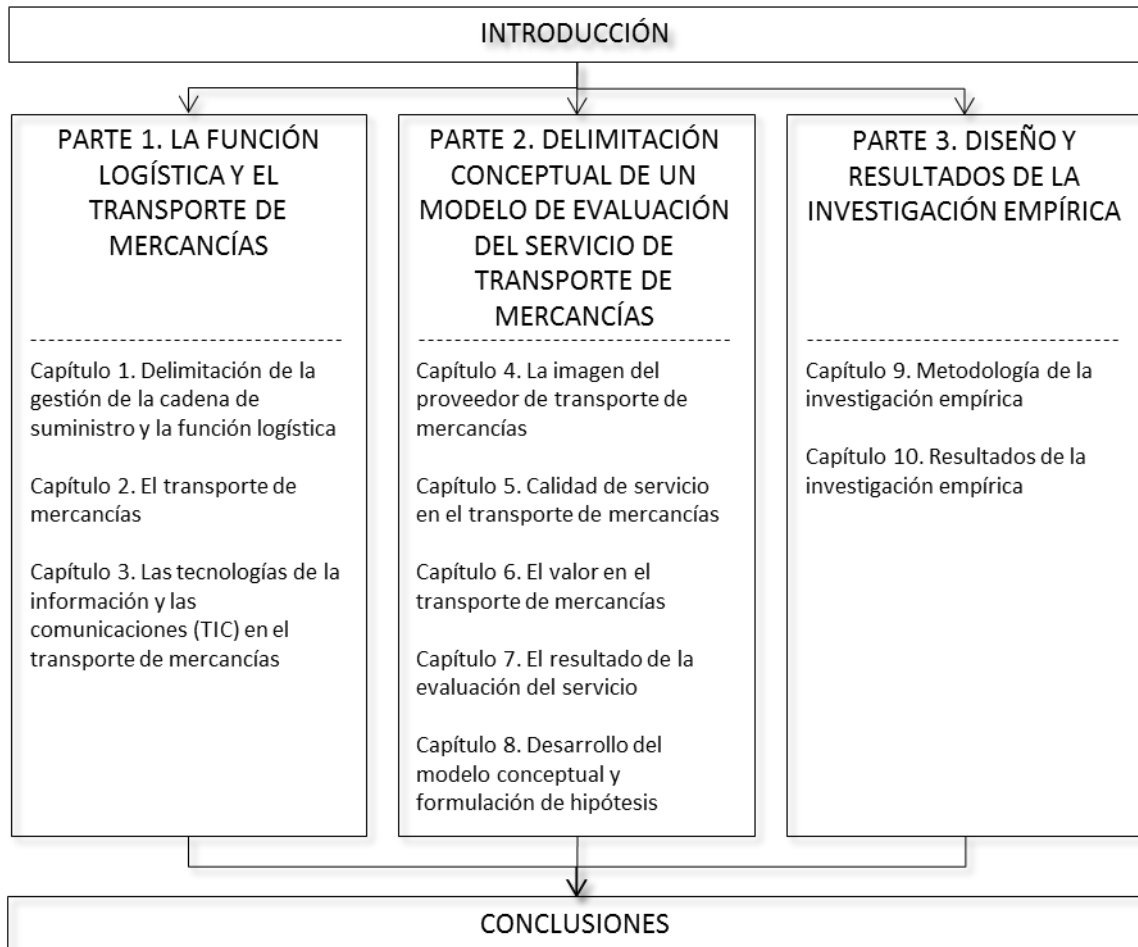 INTRODUCCIÓN
PARTE 1. LA FUNCIÓN
LOGÍSTICA Y EL
TRANSPORTE DE
MERCANCÍAS
Capítulo 1. Delimitación de la
gestión de la cadena de
suministro y la función logística
Capítulo 2. El transporte de
mercancías
Capítulo 3. Las tecnologías de la
información y las
comunicaciones (TIC) en el
transporte de mercancías
PARTE 2. DELIMITACIÓN
CONCEPTUAL DE UN
MODELO DE EVALUACIÓN
DEL SERVICIO DE
TRANSPORTE DE
MERCANCÍAS
Capítulo 4. La imagen del
proveedor de transporte de
mercancías
Capítulo 5. Calidad de servicio
en el transporte de mercancías
Capítulo 6. El valor en el
transporte de mercancías
Capítulo 7. El resultado de la
evaluación del servicio
Capítulo 8. Desarrollo del
modelo conceptual y
formulación de hipótesis
PARTE 3. DISEÑO Y
RESULTADOS DE LA
INVESTIGACIÓN EMPÍRICA
Capítulo 9. Metodología de la
investigación empírica
Capítulo 10. Resultados de la
investigación empírica
CONCLUSIONES